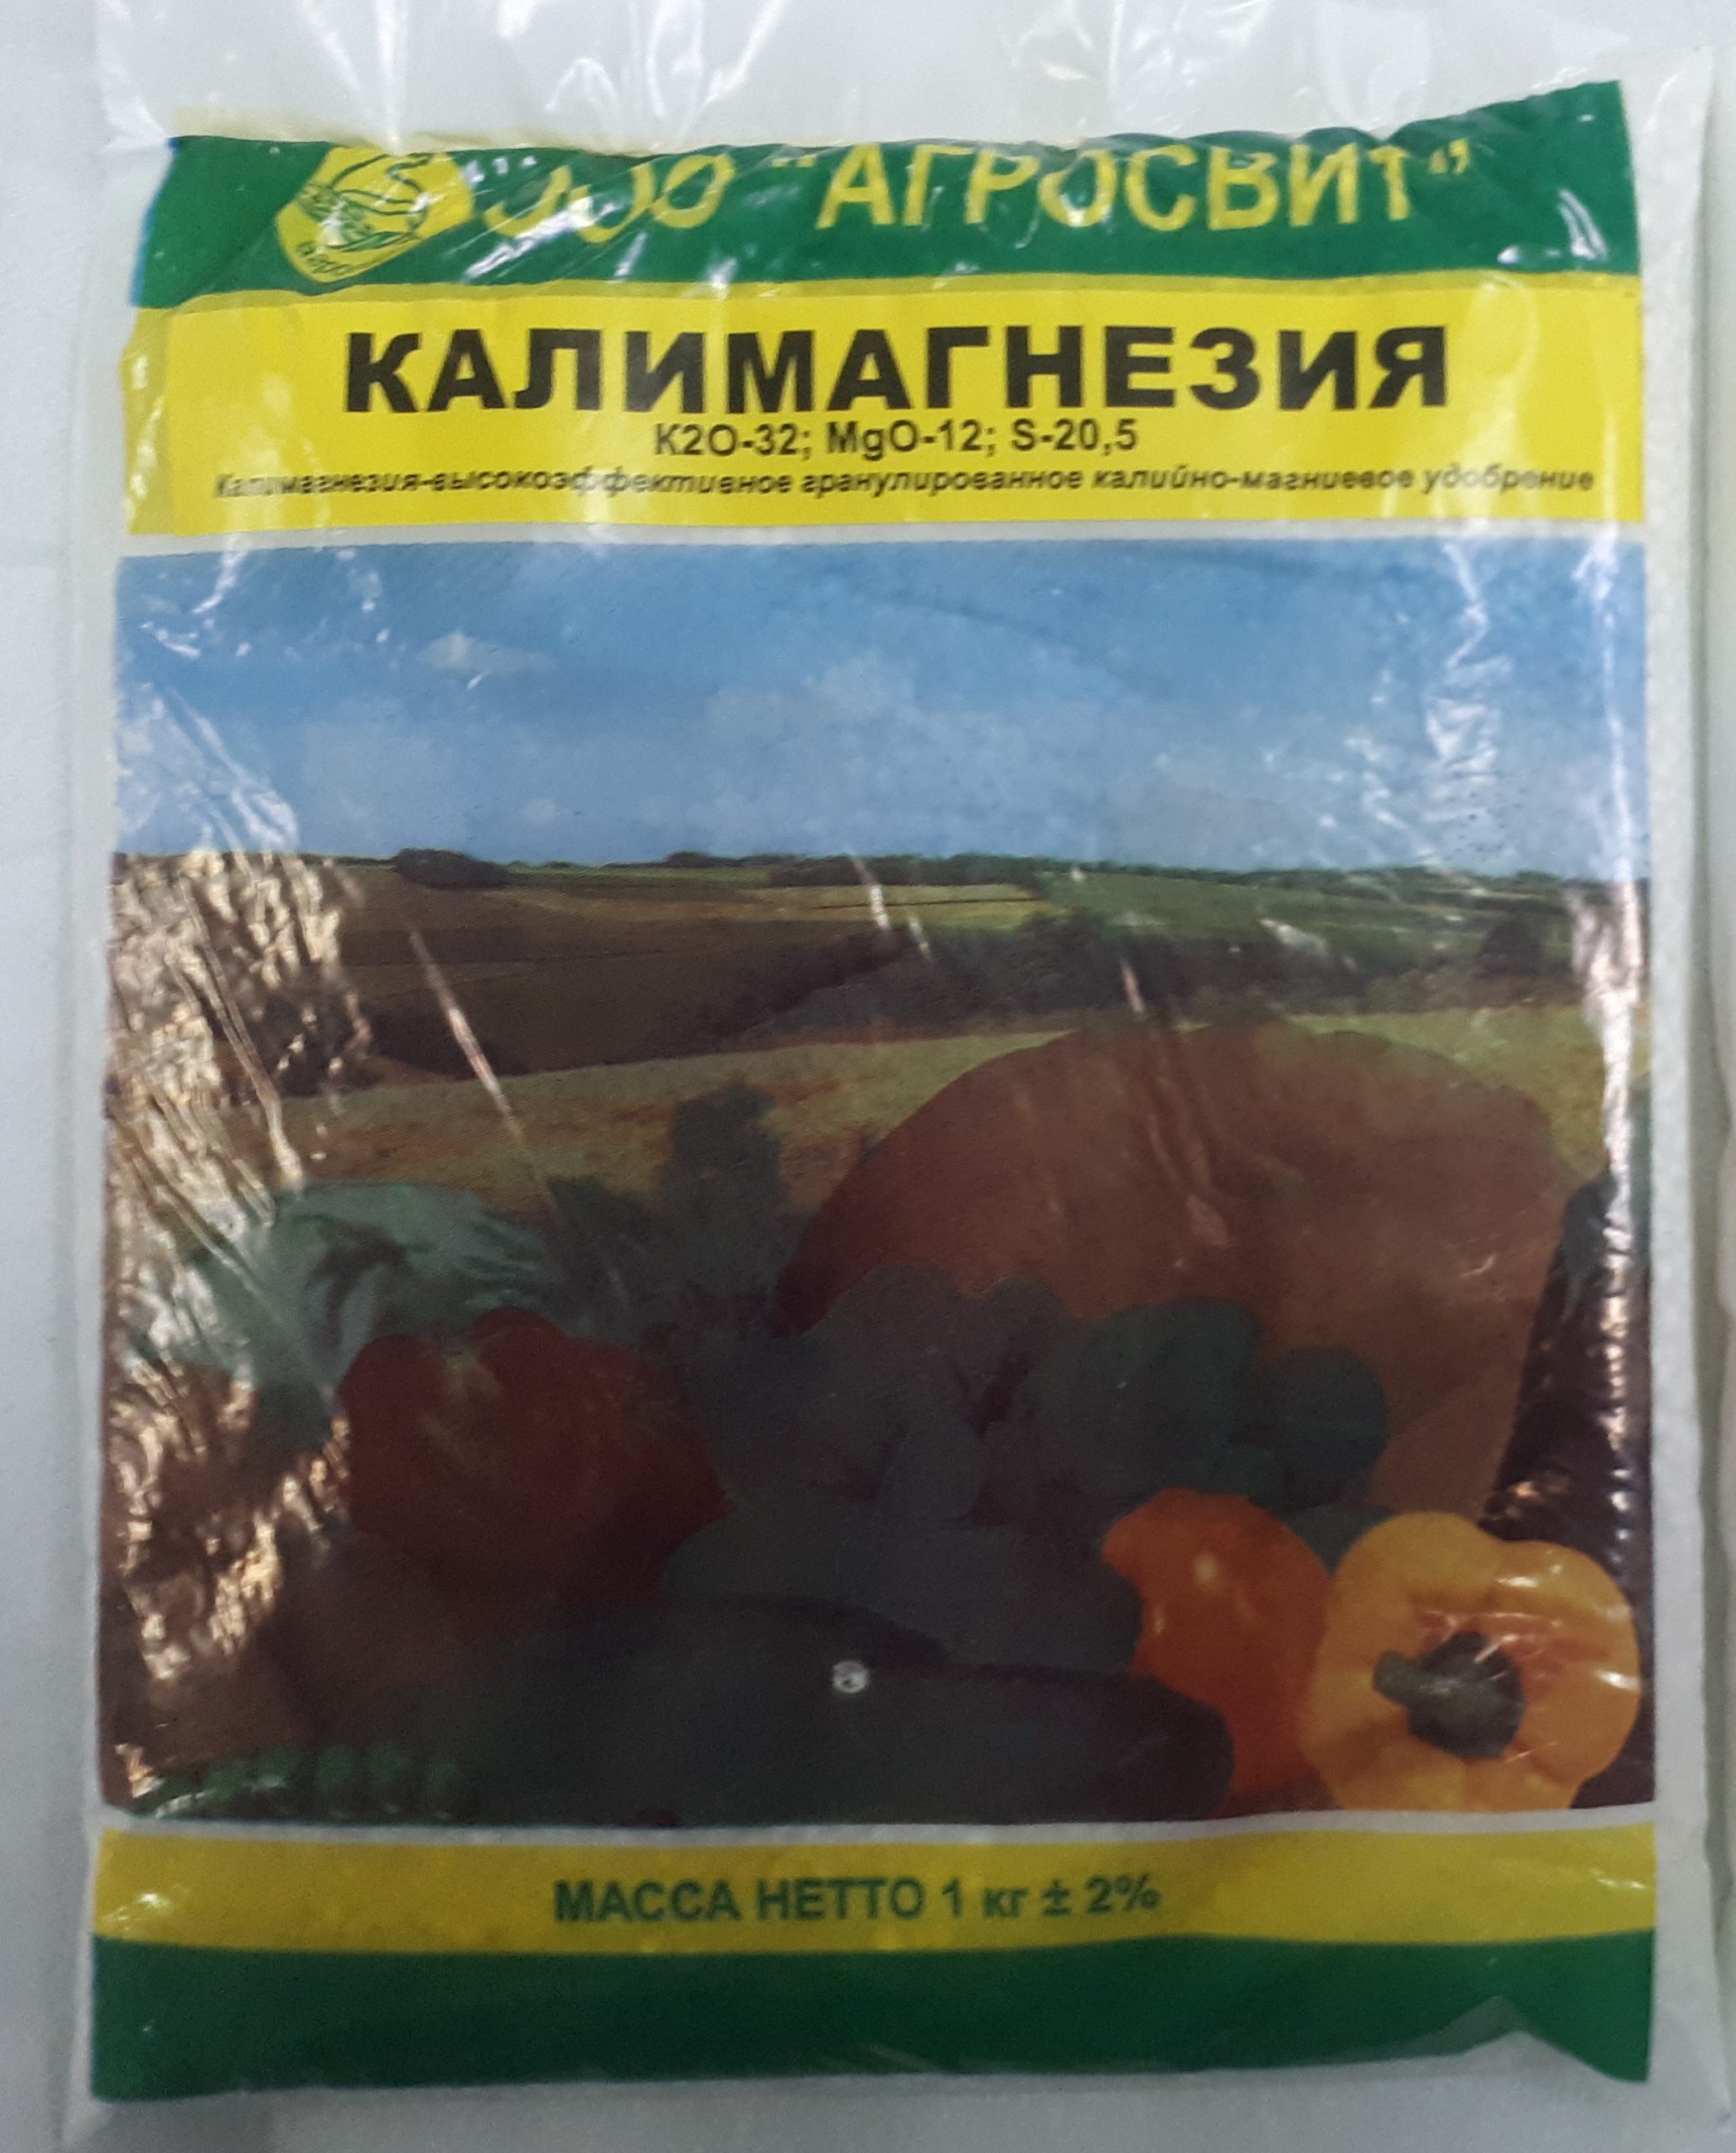 ООО "АГРОСВИТ"
КАЛИМАГНЕЗИЯ
K2O-32; MgO-12; S-20,5
Калимагнезия-высокоэффективное гранулированное калийно-магниевое удобрение
МАССА НЕТТО 1 кг ± 2%